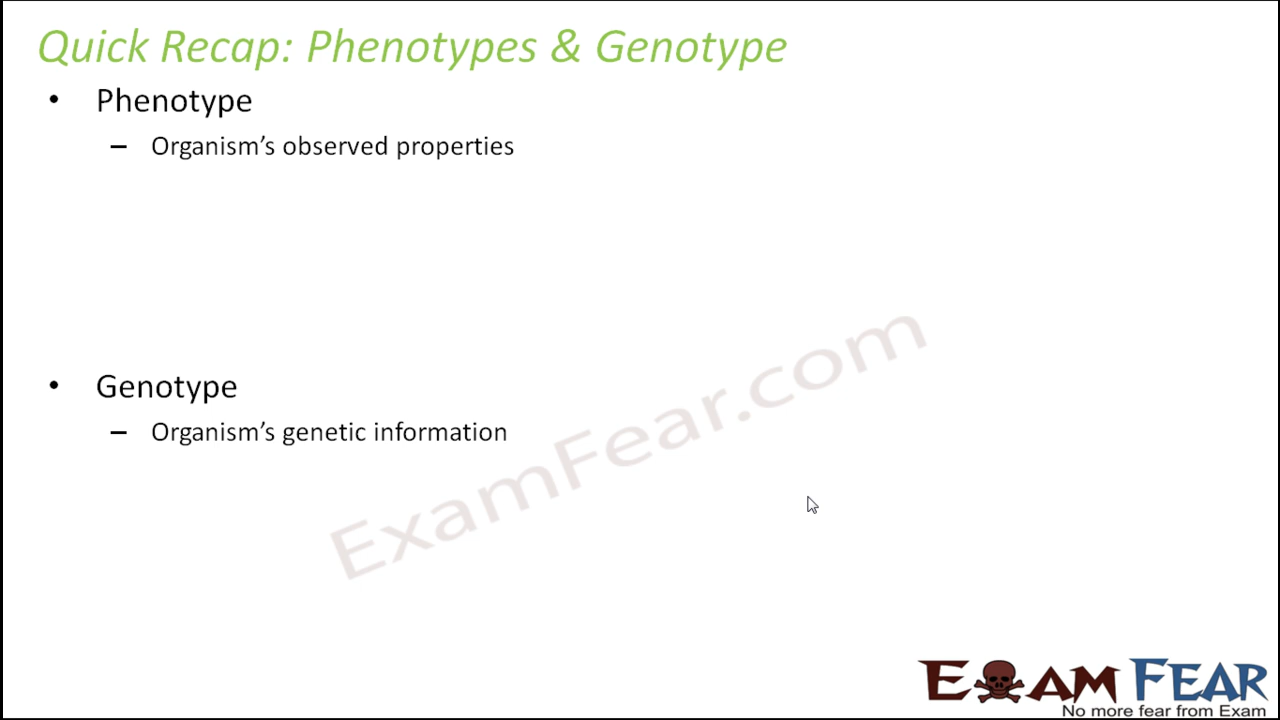 Quick Recap: Phenotypes & Genotype
• Phenotype
– Organism’s observed properties
• Genotype
– Organism’s genetic information
ExamFear.com
EXAM FEAR
No more fear from Exam